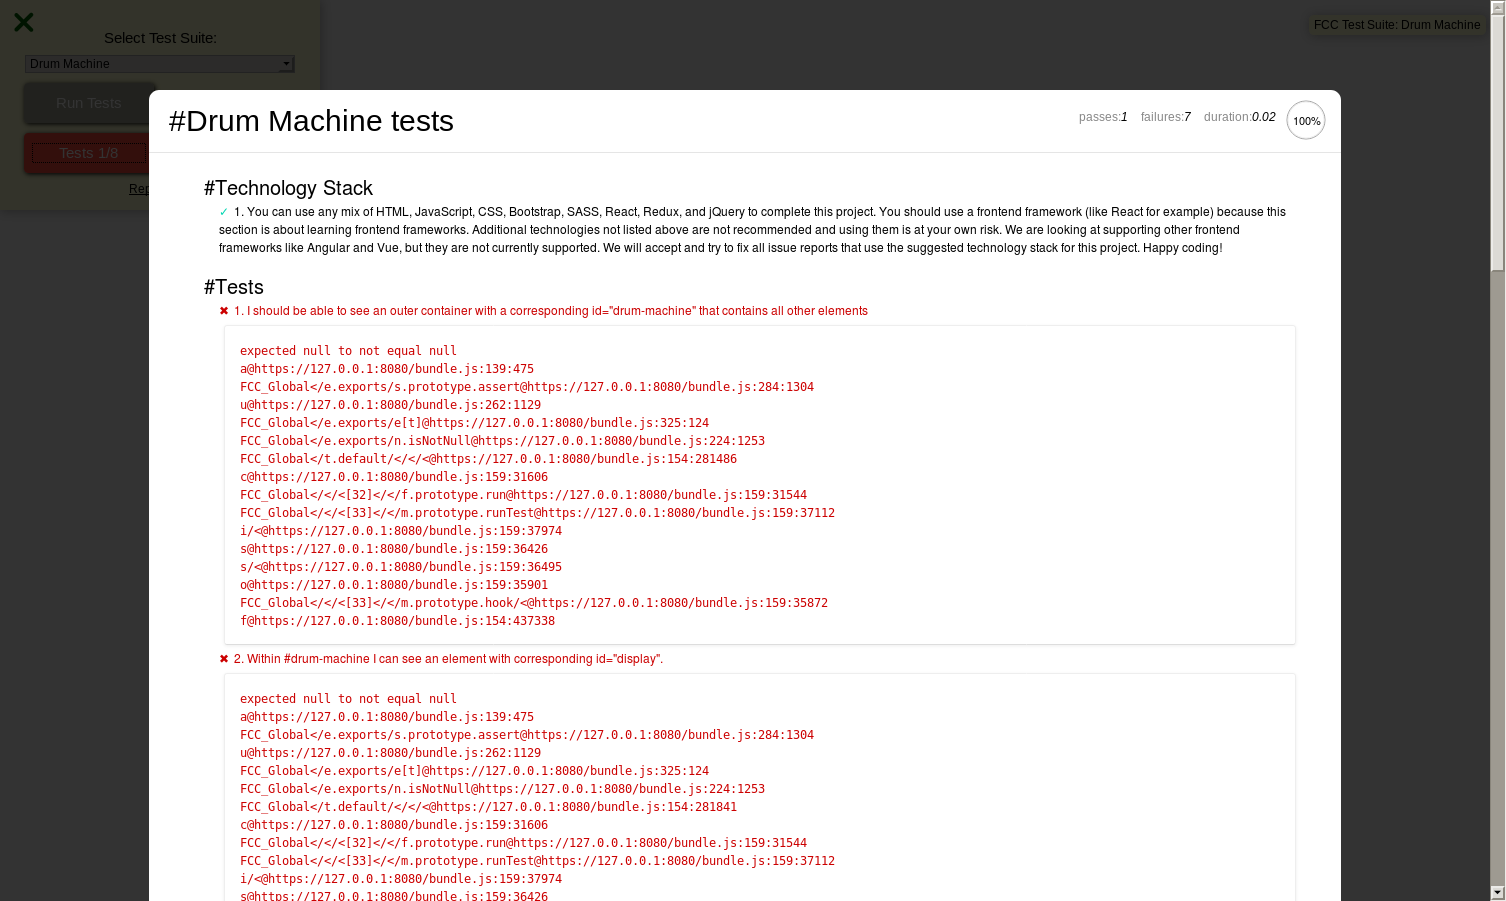 Select Test Suite:
FCC Test Suite: Drum Machine
Drum Machine
Run Tests
Tests 1/8
#Drum Machine tests
passes:1 failures:7 duration:0.02 100%
#Technology Stack
✓ 1. You can use any mix of HTML, JavaScript, CSS, Bootstrap, SASS, React, Redux, and jQuery to complete this project. You should use a frontend framework (like React for example) because this
section is about learning frontend frameworks. Additional technologies not listed above are not recommended and using them is at your own risk. We are looking at supporting other frontend
frameworks like Angular and Vue, but they are not currently supported. We will accept and try to fix all issue reports that use the suggested technology stack for this project. Happy coding!
#Tests
✖ 1. I should be able to see an outer container with a corresponding id="drum-machine" that contains all other elements
expected null to not equal null
a@https://127.0.0.1:8080/bundle.js:139:475
FCC_Global</e.exports/s.prototype.assert@https://127.0.0.1:8080/bundle.js:284:1304
u@https://127.0.0.1:8080/bundle.js:262:1129
FCC_Global</e.exports/e[t]@https://127.0.0.1:8080/bundle.js:325:124
FCC_Global</e.exports/n.isNotNull@https://127.0.0.1:8080/bundle.js:224:1253
FCC_Global</t.default/</</<@https://127.0.0.1:8080/bundle.js:154:281486
c@https://127.0.0.1:8080/bundle.js:159:31606
FCC_Global</</<[32]</</f.prototype.run@https://127.0.0.1:8080/bundle.js:159:31544
FCC_Global</</<[33]</</m.prototype.runTest@https://127.0.0.1:8080/bundle.js:159:37112
i/<@https://127.0.0.1:8080/bundle.js:159:37974
s@https://127.0.0.1:8080/bundle.js:159:36426
s/<@https://127.0.0.1:8080/bundle.js:159:36495
o@https://127.0.0.1:8080/bundle.js:159:35901
FCC_Global</</<[33]</</m.prototype.hook/<@https://127.0.0.1:8080/bundle.js:159:35872
f@https://127.0.0.1:8080/bundle.js:154:437338
✖ 2. Within #drum-machine I can see an element with corresponding id="display".
expected null to not equal null
a@https://127.0.0.1:8080/bundle.js:139:475
FCC_Global</e.exports/s.prototype.assert@https://127.0.0.1:8080/bundle.js:284:1304
u@https://127.0.0.1:8080/bundle.js:262:1129
FCC_Global</e.exports/e[t]@https://127.0.0.1:8080/bundle.js:325:124
FCC_Global</e.exports/n.isNotNull@https://127.0.0.1:8080/bundle.js:224:1253
FCC_Global</t.default/</</<@https://127.0.0.1:8080/bundle.js:154:281841
c@https://127.0.0.1:8080/bundle.js:159:31606
FCC_Global</</<[32]</</f.prototype.run@https://127.0.0.1:8080/bundle.js:159:31544
FCC_Global</</<[33]</</m.prototype.runTest@https://127.0.0.1:8080/bundle.js:159:37112
i/<@https://127.0.0.1:8080/bundle.js:159:37974
s@https://127.0.0.1:8080/bundle.js:159:36426